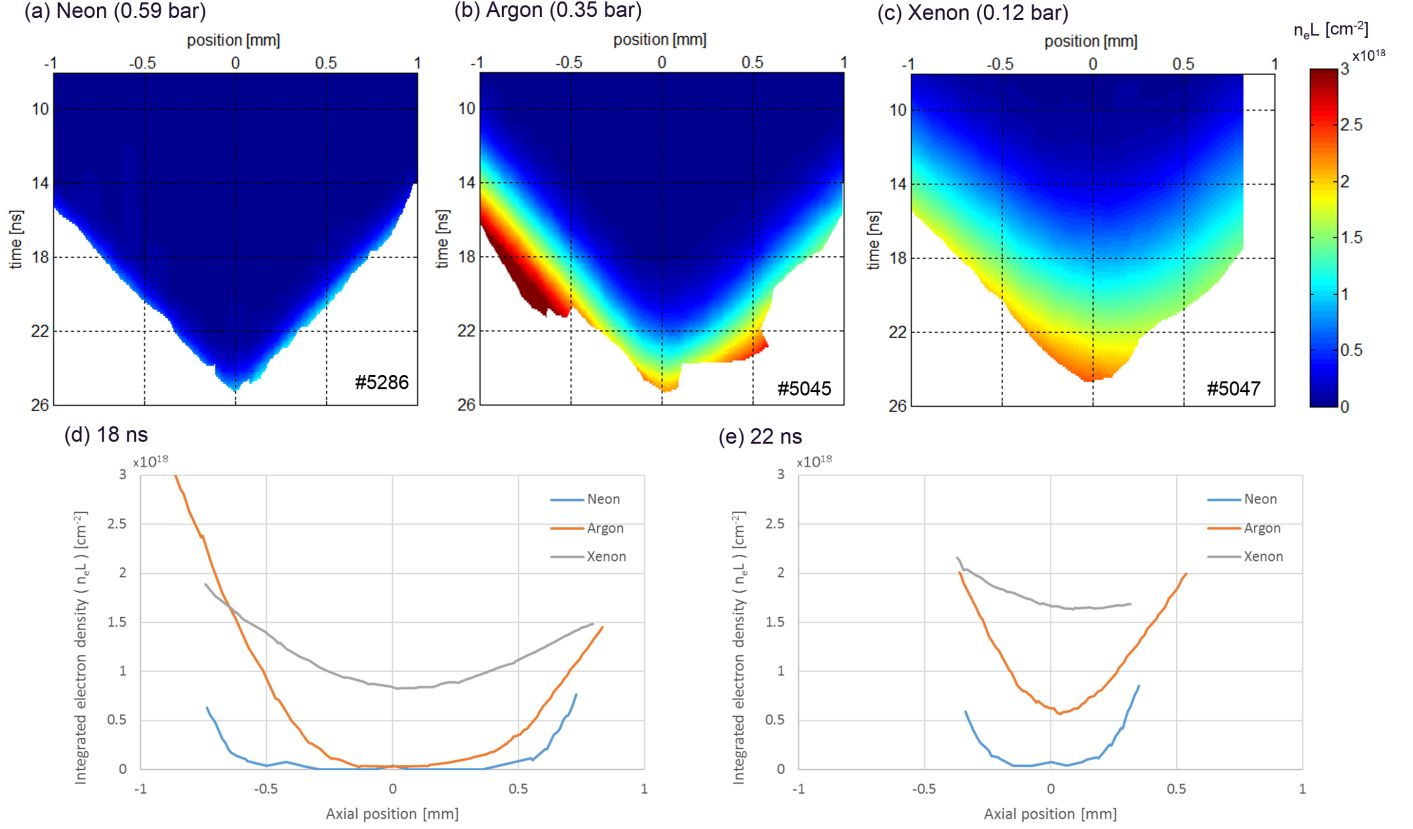 (a) Neon (0.59 bar)
position [mm]
-1 -0.5 0 0.5 1
10
14
18
22
26
time [ns]
#5286
(b) Argon (0.35 bar)
position [mm]
-1 -0.5 0 0.5 1
10
14
18
22
26
time [ns]
#5045
(c) Xenon (0.12 bar)
position [mm]
-1 -0.5 0 0.5 1
10
14
18
22
26
time [ns]
#5047
nₑL [cm⁻²]
x10¹⁸
3
2.5
2
1.5
1
0.5
0
(d) 18 ns
x10¹⁸
3
2.5
2
1.5
1
0.5
0
Integrated electron density ( nₑL ) [cm⁻²]
Neon
Argon
Xenon
-1 -0.5 0 0.5 1
Axial position [mm]
(e) 22 ns
x10¹⁸
3
2.5
2
1.5
1
0.5
0
Integrated electron density ( nₑL ) [cm⁻²]
Neon
Argon
Xenon
-1 -0.5 0 0.5 1
Axial position [mm]